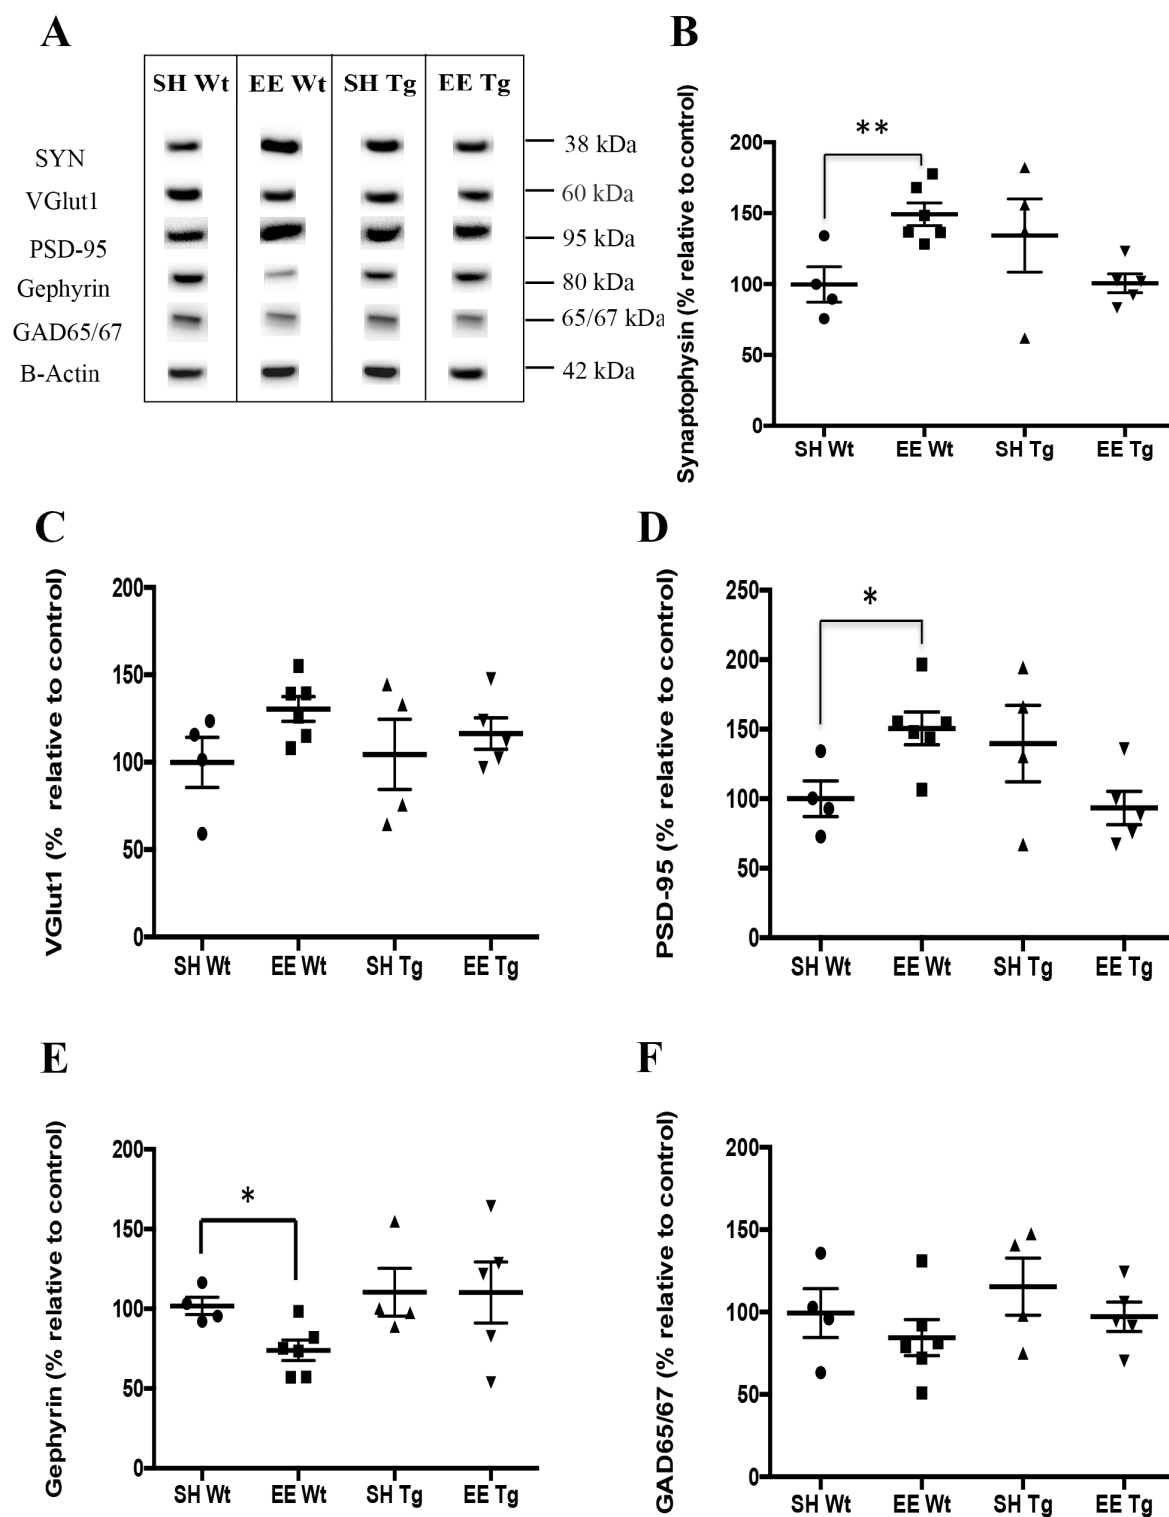 A
SH Wt EE Wt SH Tg EE Tg
SYN 38 kDa
VGlut1 60 kDa
PSD-95 95 kDa
Gephyrin 80 kDa
GAD65/67 65/67 kDa
B-Actin 42 kDa
B
Synaptophysin (% relative to control)
200
150
100
50
0
**
SH Wt EE Wt SH Tg EE Tg
C
VGlut1 (% relative to control)
200
150
100
50
0
SH Wt EE Wt SH Tg EE Tg
D
PSD-95 (% relative to control)
250
200
150
100
50
0
*
SH Wt EE Wt SH Tg EE Tg
E
Gephyrin (% relative to control)
200
150
100
50
0
*
SH Wt EE Wt SH Tg EE Tg
F
GAD65/67 (% relative to control)
200
150
100
50
0
SH Wt EE Wt SH Tg EE Tg